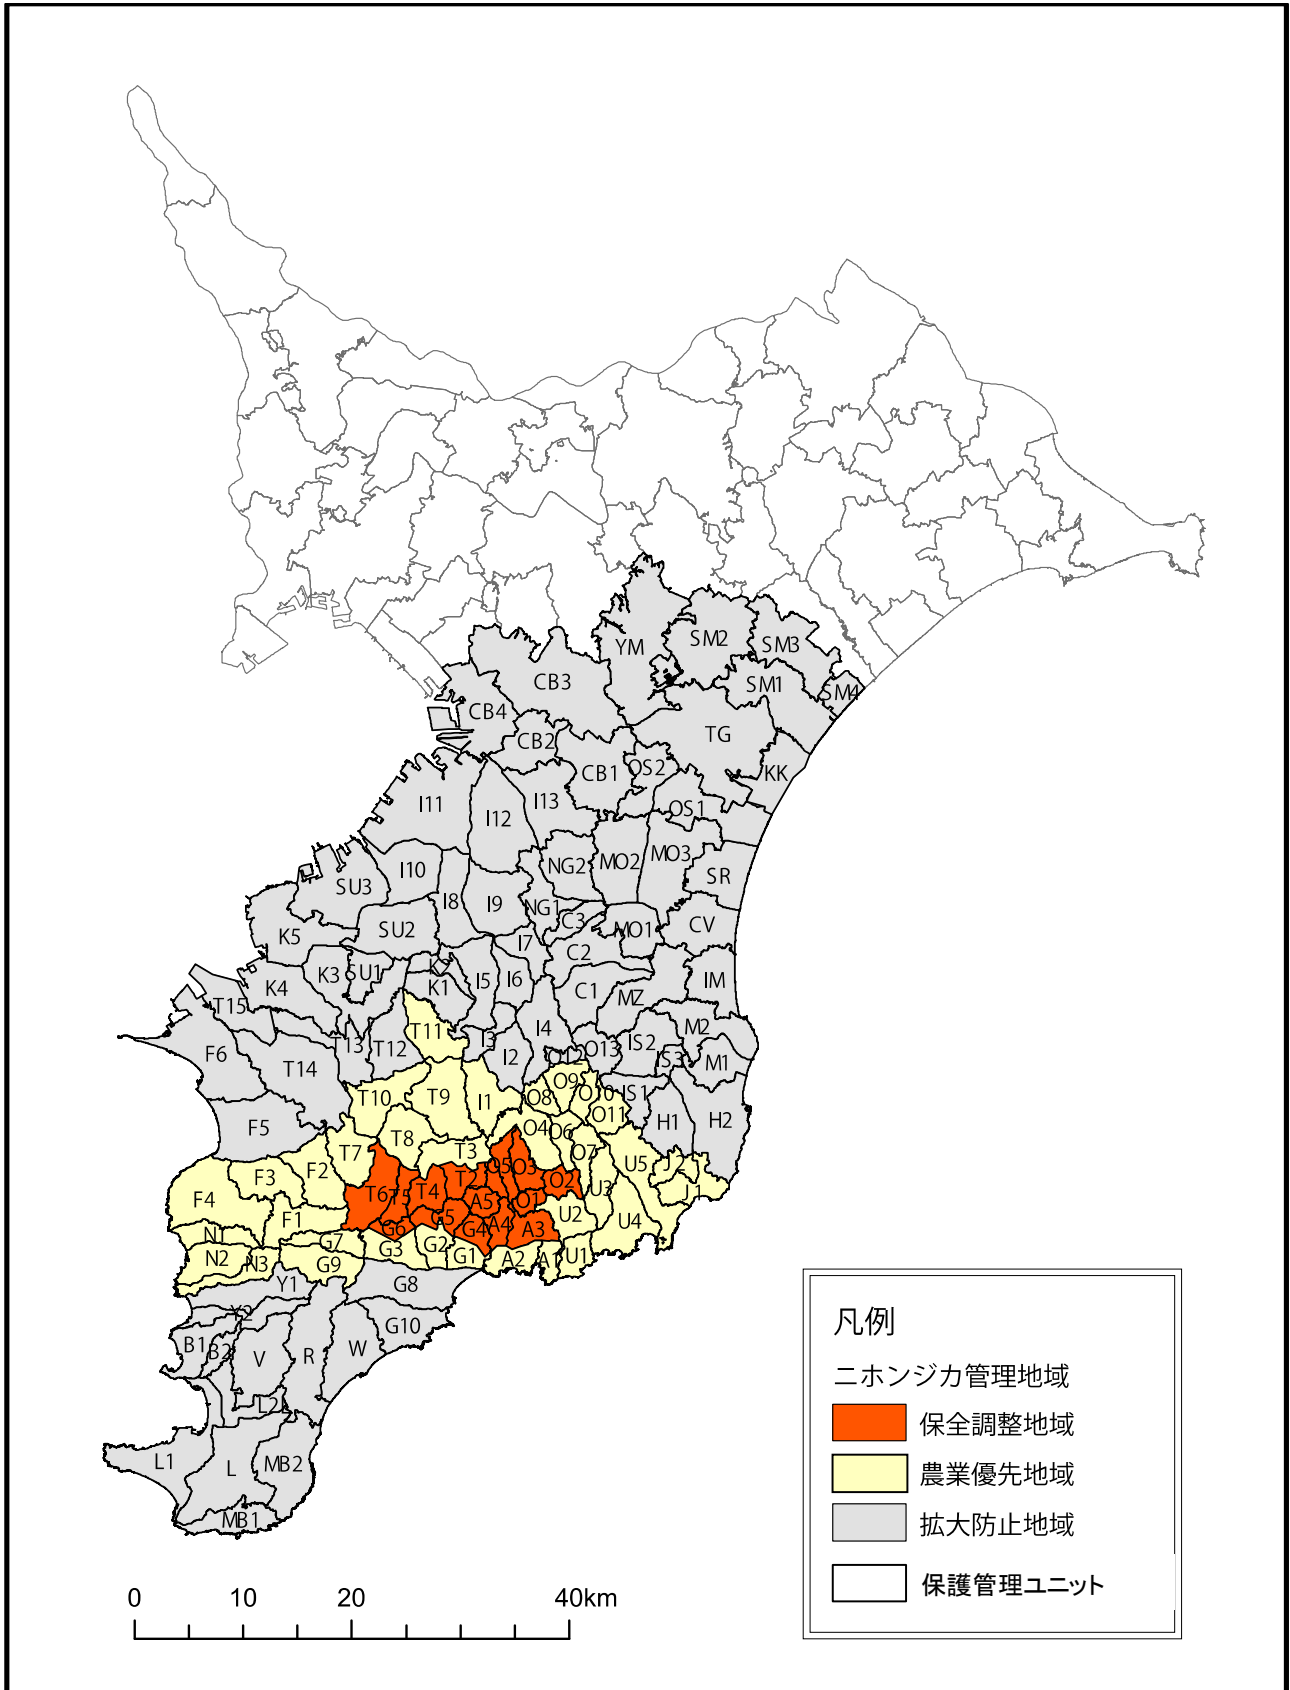 YM
SM2
SM3
CB3
SM1
SM4
CB4
TG
CB2
OS2
KK
CB1
I11
I13
OS1
I12
MO3
I10
NG2
MO2
SR
SU3
I8
I9
NG1
C3
CV
SU2
MO1
K5
I7
C2
K3
SU1
I5
I6
IM
K4
K1
C1
MZ
T15
T11
I4
M2
T13
I3
IS2
T12
O13
F6
I2
O12
IS3
M1
T14
O9
T10
T9
I1
O8
O10
IS1
O11
H1
H2
F5
O4
O6
T8
T7
T3
O7
F2
O5
O3
U5
J2
F3
T2
O2
T6
T5
T4
U3
J1
F4
A5
O1
F1
G5
U2
U4
N1
G6
G4
A4
A3
G7
G3
G2
G1
N2
N3
G9
A2
A1
U1
Y1
G8
Y2
G10
B1
B2
V
R
W
L2
L1
L
MB2
MB1
凡例
ニホンジカ管理地域
保全調整地域
農業優先地域
拡大防止地域
保護管理ユニット
0 10 20 40km